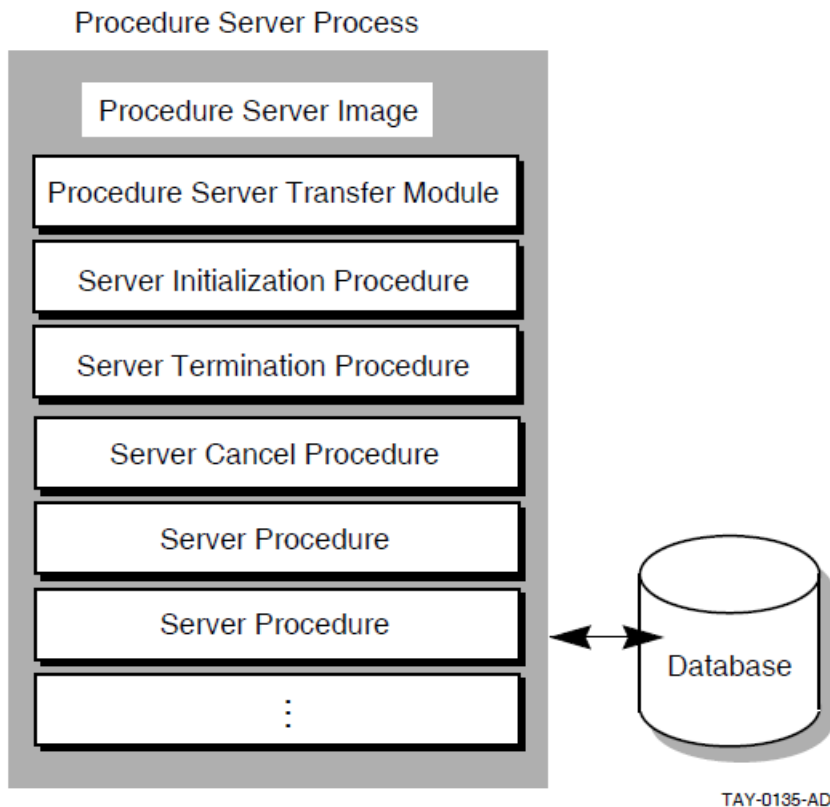 Procedure Server Process
Procedure Server Image
Procedure Server Transfer Module
Server Initialization Procedure
Server Termination Procedure
Server Cancel Procedure
Server Procedure
Server Procedure
⋮
Database
TAY-0135-AD